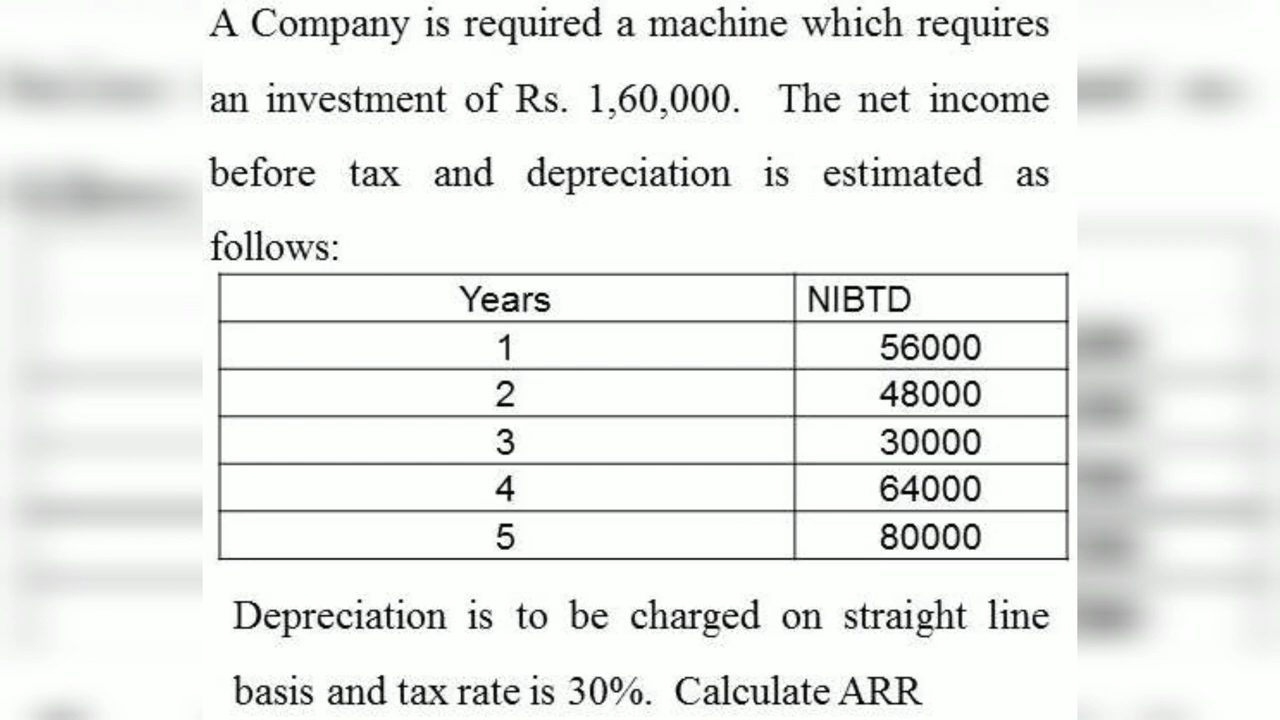 A Company is required a machine which requires
an investment of Rs. 1,60,000. The net income
before tax and depreciation is estimated as
follows:
Years NIBTD
1 56000
2 48000
3 30000
4 64000
5 80000
Depreciation is to be charged on straight line
basis and tax rate is 30%. Calculate ARR